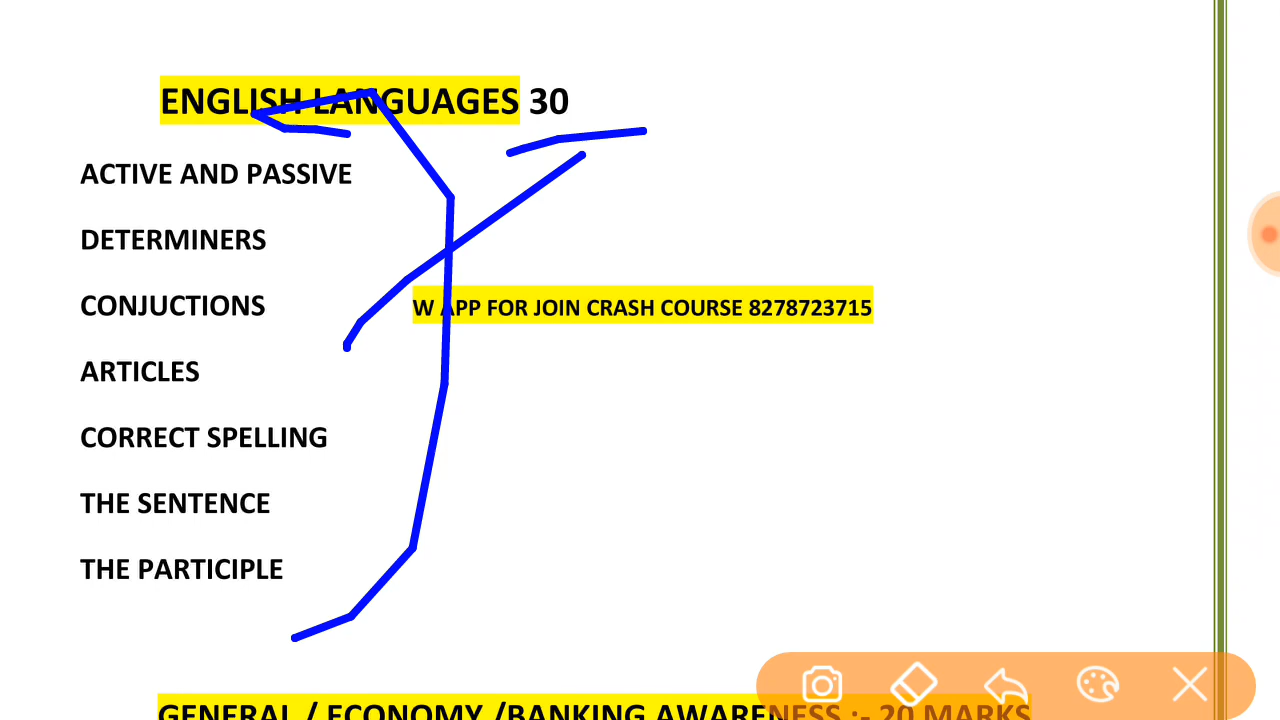 ENGLISH LANGUAGES 30
ACTIVE AND PASSIVE
DETERMINERS
CONJUCTIONS
W APP FOR JOIN CRASH COURSE 8278723715
ARTICLES
CORRECT SPELLING
THE SENTENCE
THE PARTICIPLE
GENERAL / ECONOMY /BANKING AWARENESS :- 20 MARKS